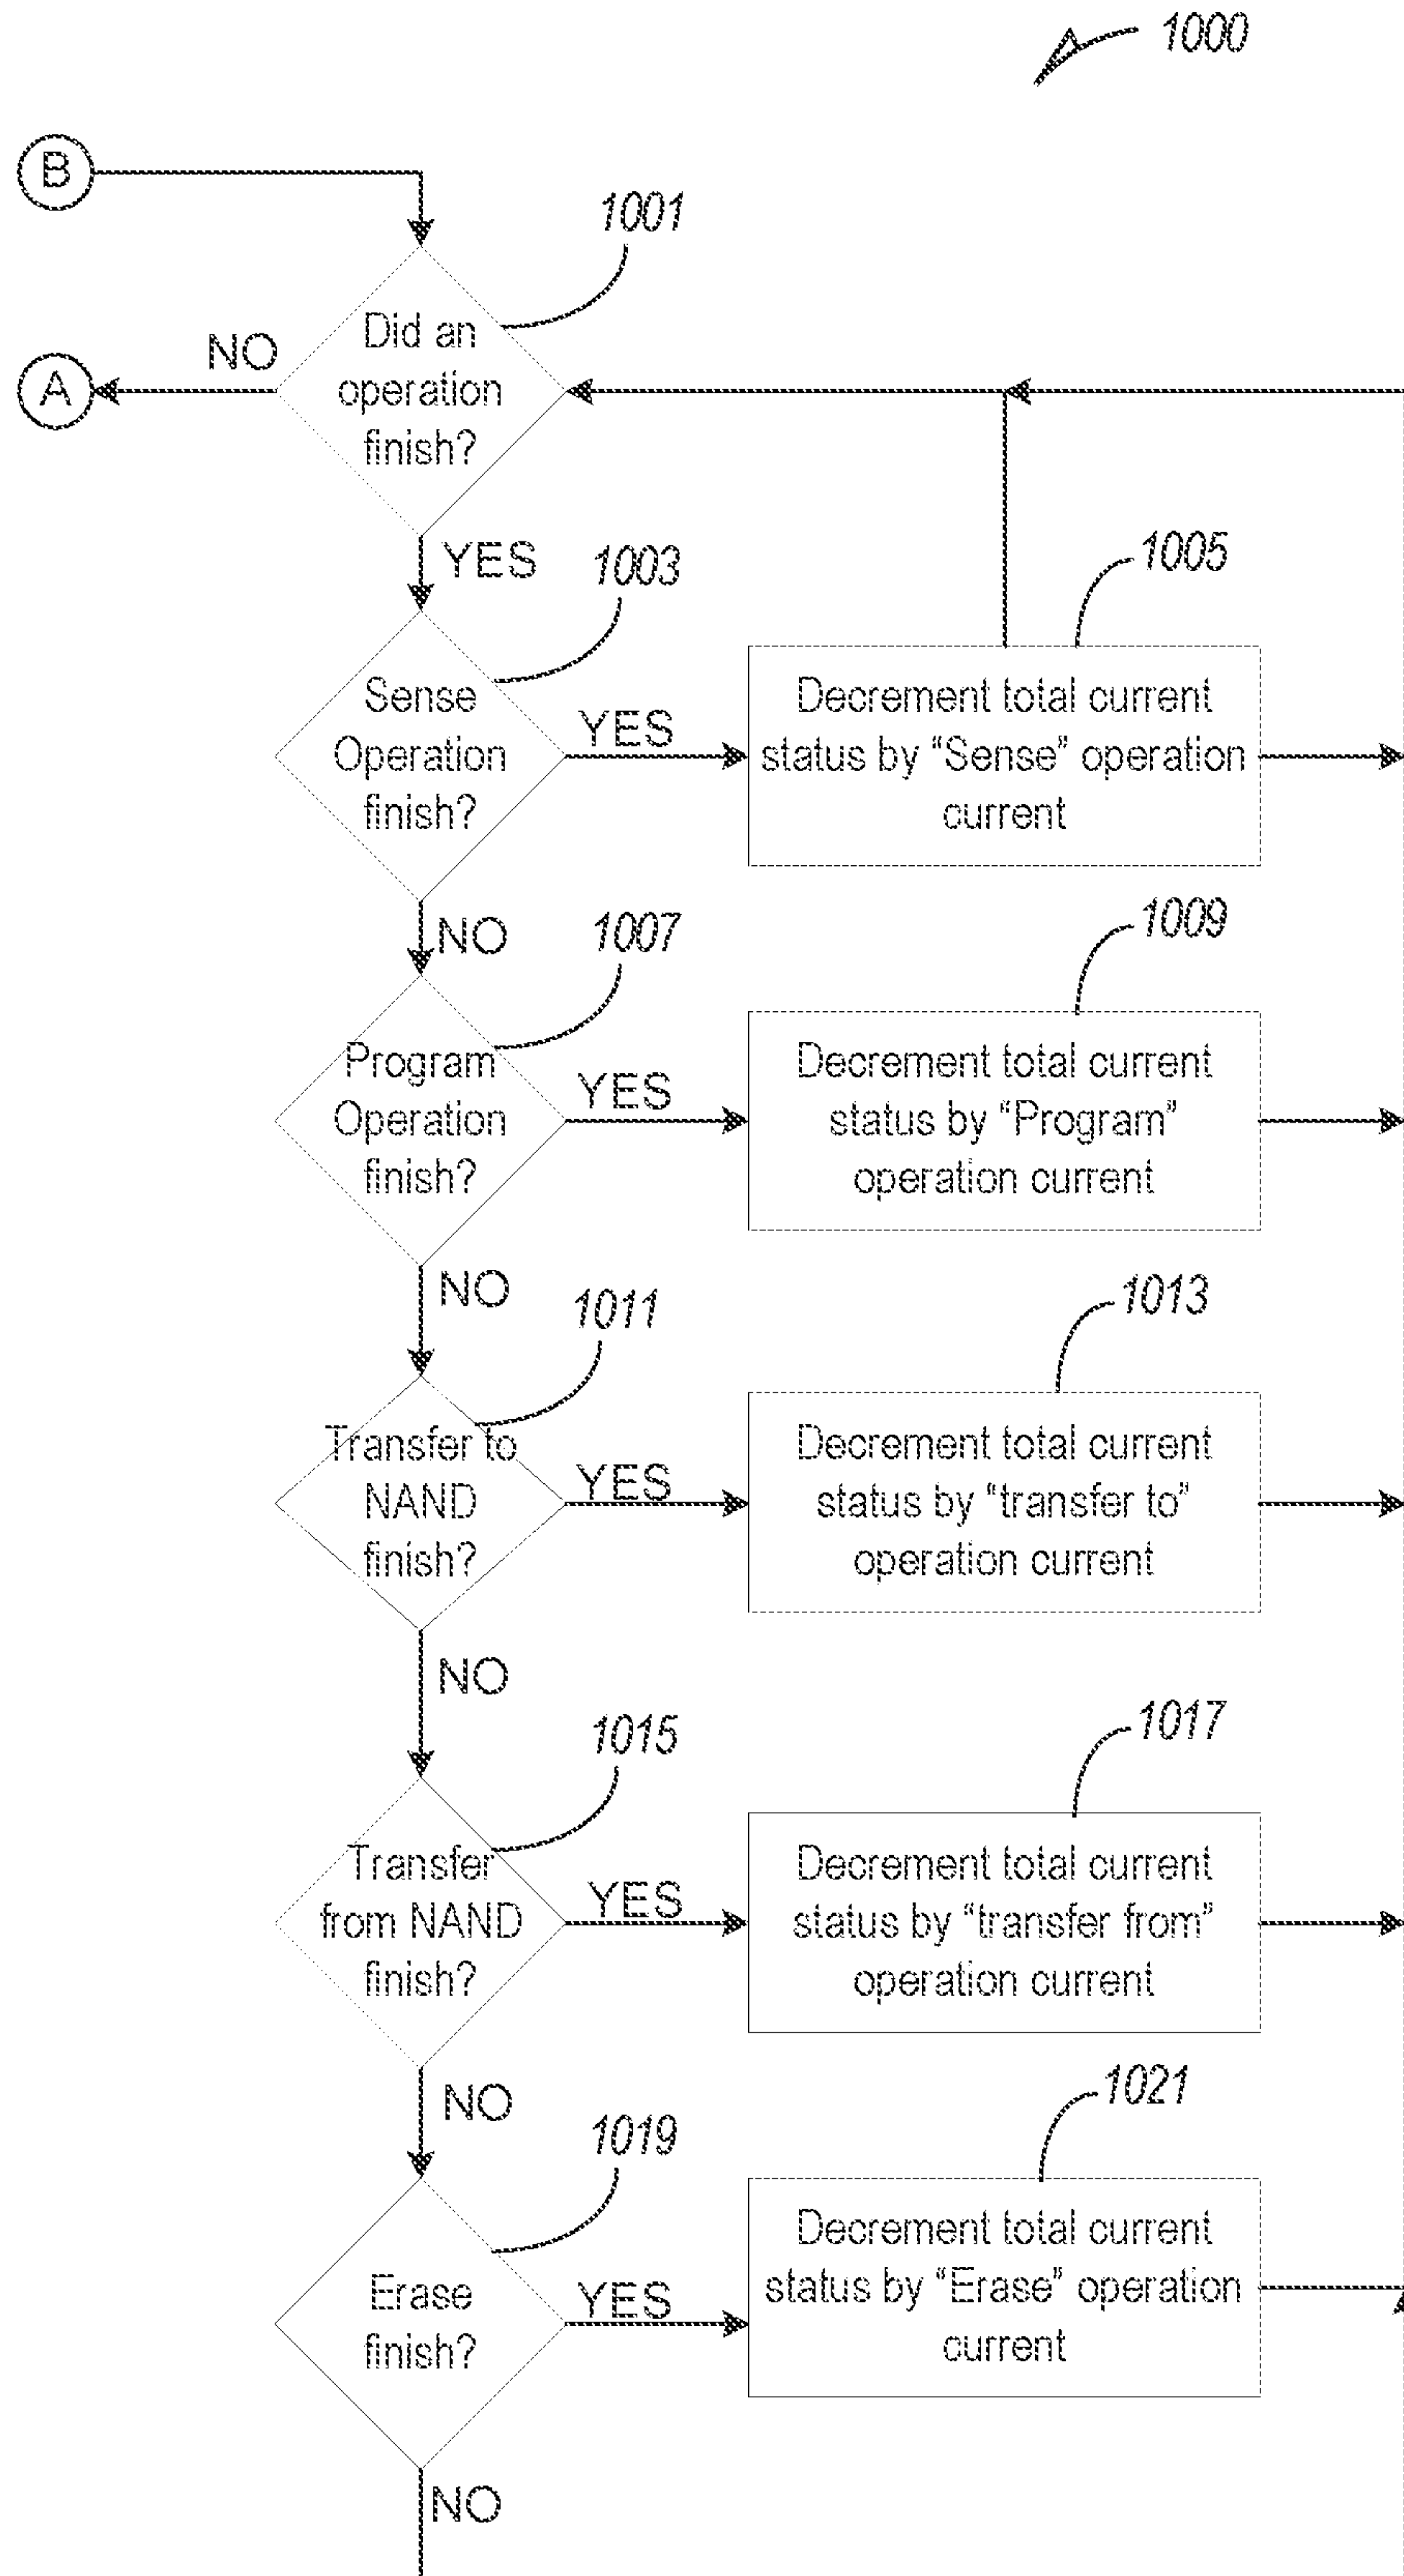 1000
B
1001
Did an
operation
finish?
NO
A
YES
1003
Sense
Operation
finish?
YES
1005
Decrement total current
status by “Sense” operation
current
NO
1007
Program
Operation
finish?
YES
1009
Decrement total current
status by “Program”
operation current
NO
1011
Transfer to
NAND
finish?
YES
1013
Decrement total current
status by “transfer to”
operation current
NO
1015
Transfer
from NAND
finish?
YES
1017
Decrement total current
status by “transfer from”
operation current
NO
1019
Erase
finish?
YES
1021
Decrement total current
status by “Erase” operation
current
NO